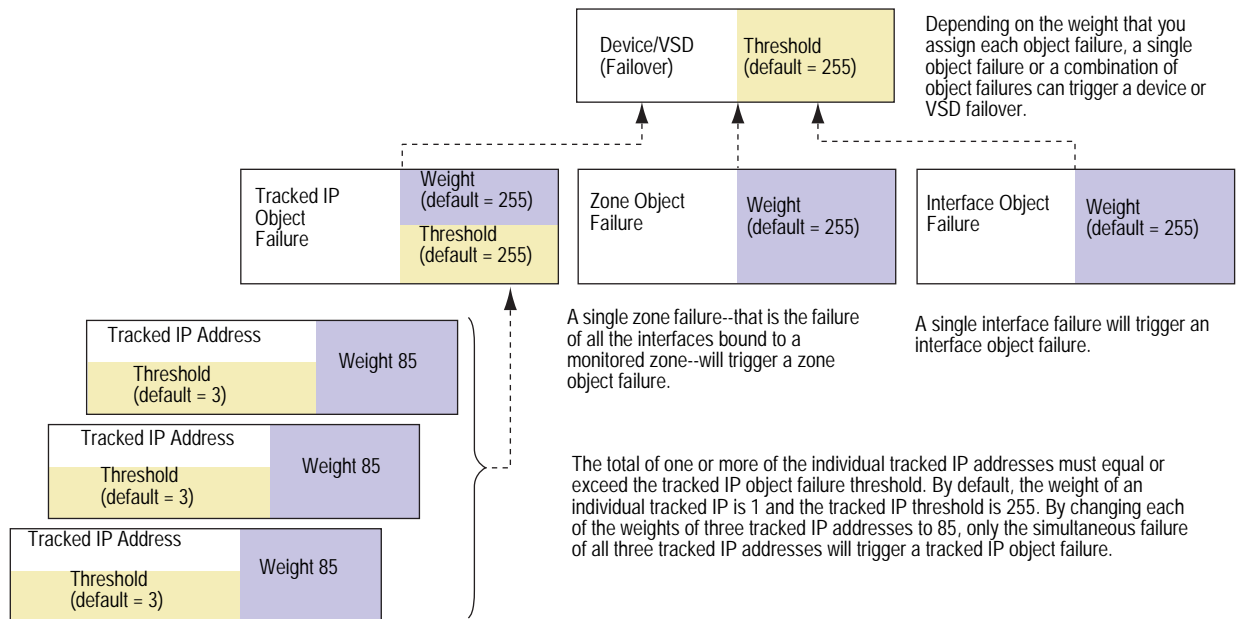 Device/VSD
(Failover)
Threshold
(default = 255)
Depending on the weight that you
assign each object failure, a single
object failure or a combination of
object failures can trigger a device or
VSD failover.
Tracked IP
Object
Failure
Weight
(default = 255)
Threshold
(default = 255)
Zone Object
Failure
Weight
(default = 255)
Interface Object
Failure
Weight
(default = 255)
A single zone failure--that is the failure
of all the interfaces bound to a
monitored zone--will trigger a zone
object failure.
A single interface failure will trigger an
interface object failure.
Tracked IP Address
Threshold
(default = 3)
Weight 85
Tracked IP Address
Threshold
(default = 3)
Weight 85
Tracked IP Address
Threshold
(default = 3)
Weight 85
The total of one or more of the individual tracked IP addresses must equal or
exceed the tracked IP object failure threshold. By default, the weight of an
individual tracked IP is 1 and the tracked IP threshold is 255. By changing each
of the weights of three tracked IP addresses to 85, only the simultaneous failure
of all three tracked IP addresses will trigger a tracked IP object failure.